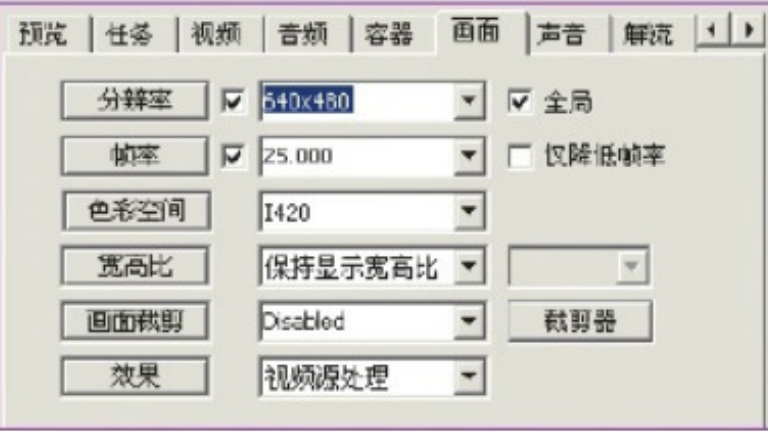 预览 任务 视频 音频 容器 画面 声音 解流
分辨率 640x480 全局
帧率 25.000 仅降低帧率
色彩空间 I420
宽高比 保持显示宽高比
画面裁剪 Disabled 裁剪器
效果 视频源处理